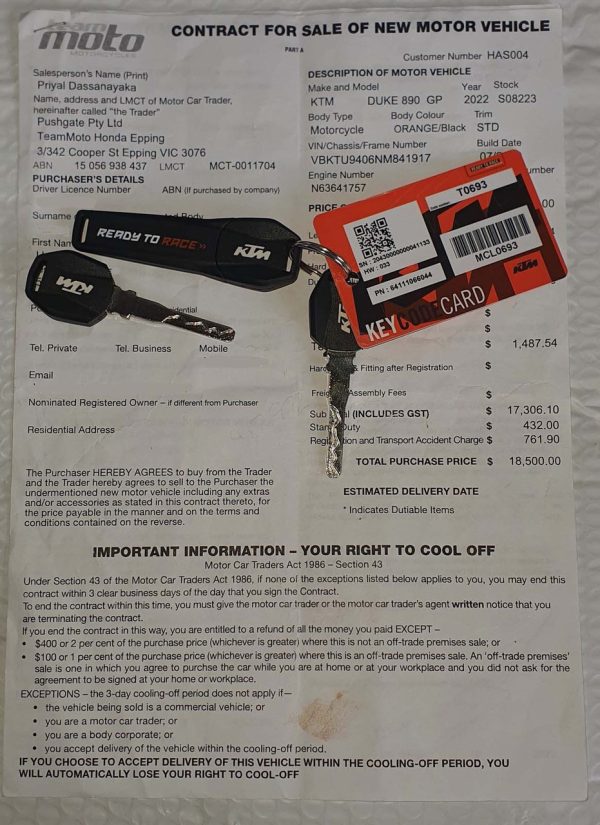 team moto
MOTORCYCLES
CONTRACT FOR SALE OF NEW MOTOR VEHICLE
PART A
Customer Number HAS004
Salesperson's Name (Print)
Priyal Dassanayaka
Name, address and LMCT of Motor Car Trader,
hereinafter called "the Trader"
Pushgate Pty Ltd
TeamMoto Honda Epping
3/342 Cooper St Epping VIC 3076
ABN 15 056 938 437 LMCT MCT-0011704
PURCHASER'S DETAILS
Driver Licence Number ABN (If purchased by company)
Surname
First Nam
Tel. Private Tel. Business Mobile
Email
Nominated Registered Owner – if different from Purchaser
Residential Address
The Purchaser HEREBY AGREES to buy from the Trader
and the Trader hereby agrees to sell to the Purchaser the
undermentioned new motor vehicle including any extras
and/or accessories as stated in this contract thereto, for
the price payable in the manner and on the terms and
conditions contained on the reverse.
DESCRIPTION OF MOTOR VEHICLE
Make and Model Year Stock
KTM DUKE 890 GP 2022 S08223
Body Type Body Colour Trim
Motorcycle ORANGE/Black STD
VIN/Chassis/Frame Number Build Date
VBKTU9406NM841917 07/
Engine Number
N63641757
READY TO RACE»
KTM
KTM
READY TO RACE
T0693
SN : 20430000000041133
HW : 033
PN : 64111066044
MCL0693
KTM
KEYCODECARD
$
$ 1,487.54
& Fitting after Registration $
Assembly Fees $
(INCLUDES GST) $ 17,306.10
Duty $ 432.00
and Transport Accident Charge $ 761.90
TOTAL PURCHASE PRICE $ 18,500.00
ESTIMATED DELIVERY DATE
* Indicates Dutiable Items
IMPORTANT INFORMATION – YOUR RIGHT TO COOL OFF
Motor Car Traders Act 1986 – Section 43
Under Section 43 of the Motor Car Traders Act 1986, if none of the exceptions listed below applies to you, you may end this
contract within 3 clear business days of the day that you sign the Contract.
To end the contract within this time, you must give the motor car trader or the motor car trader's agent written notice that you
are terminating the contract.
If you end the contract in this way, you are entitled to a refund of all the money you paid EXCEPT –
• $400 or 2 per cent of the purchase price (whichever is greater) where this is not an off-trade premises sale; or
• $100 or 1 per cent of the purchase price (whichever is greater) where this is an off-trade premises sale. An 'off-trade premises'
sale is one in which you agree to purchse the car while you are at home or at your workplace and you did not ask for the
agreement to be signed at your home or workplace.
EXCEPTIONS – the 3-day cooling-off period does not apply if—
• the vehicle being sold is a commercial vehicle; or
• you are a motor car trader; or
• you are a body corporate; or
• you accept delivery of the vehicle within the cooling-off period.
IF YOU CHOOSE TO ACCEPT DELIVERY OF THIS VEHICLE WITHIN THE COOLING-OFF PERIOD, YOU
WILL AUTOMATICALLY LOSE YOUR RIGHT TO COOL-OFF